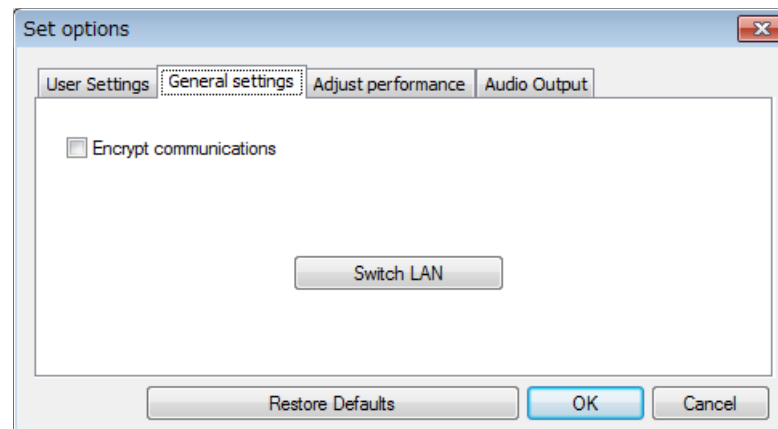 Set options
User Settings General settings Adjust performance Audio Output
Encrypt communications
Switch LAN
Restore Defaults OK Cancel